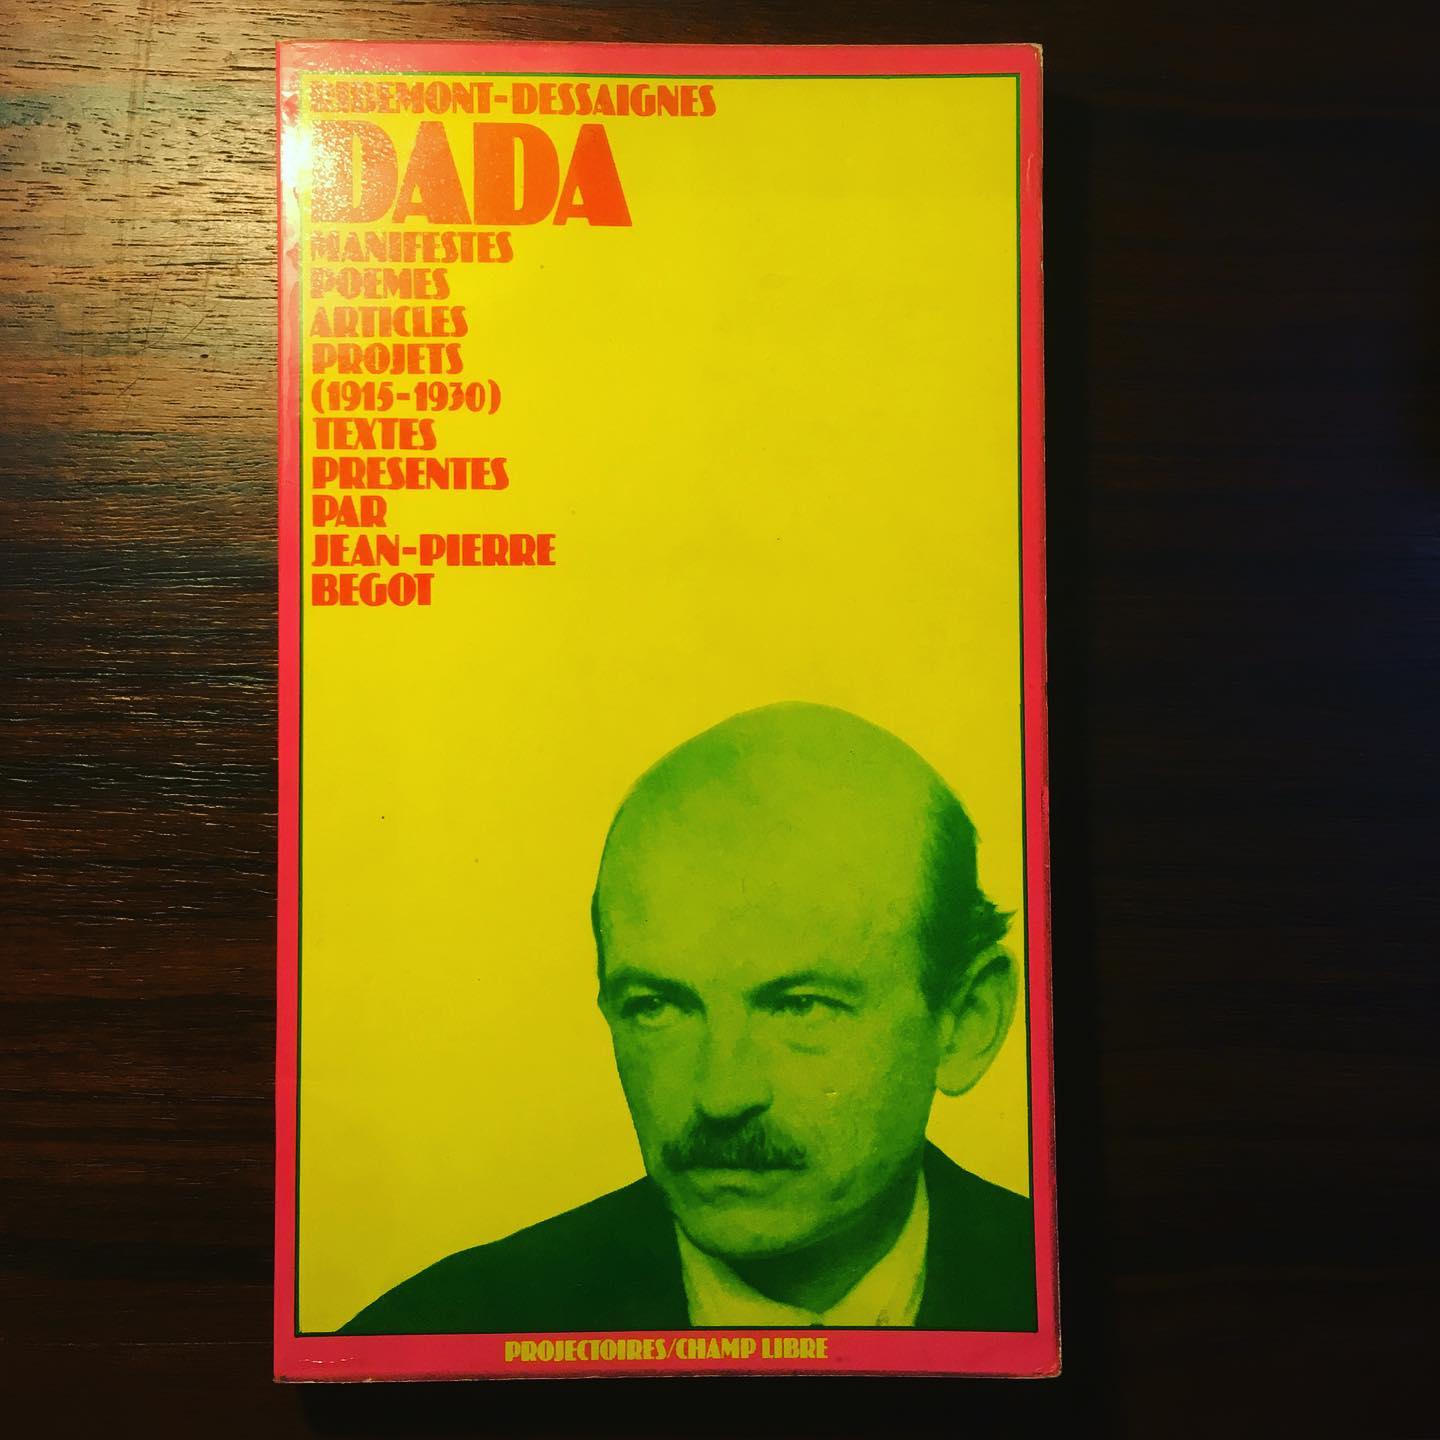 RIBEMONT-DESSAIGNES
DADA
MANIFESTES
POEMES
ARTICLES
PROJETS
(1915-1930)
TEXTES
PRESENTES
PAR
JEAN-PIERRE
BEGOT
PROJECTOIRES/CHAMP LIBRE